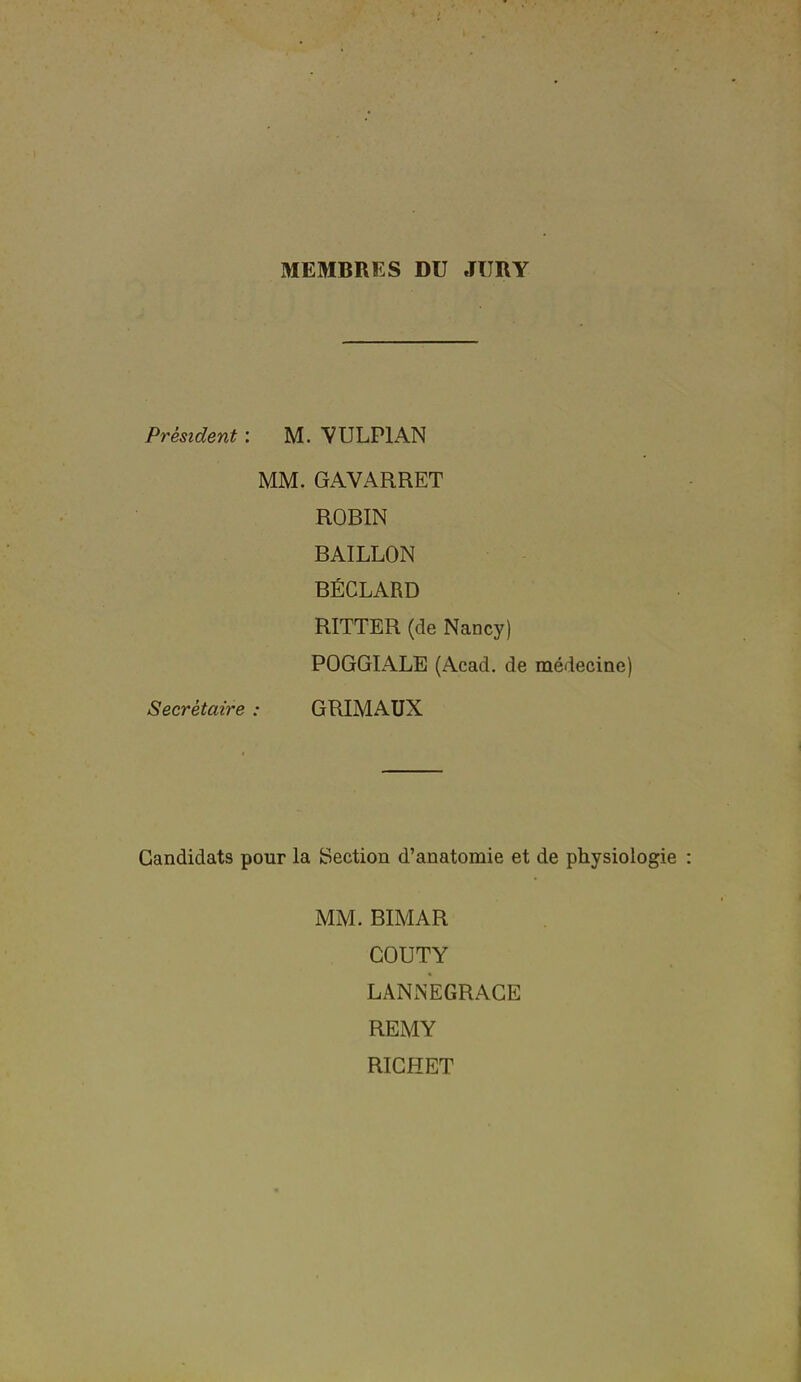 MEMBRES DU JURY
Président : M. VULPIAN
MM. GAVARRET
ROBIN
BAILLON
BÉCLARD
RITTER (de Nancy)
POGGIALE (Acad. de médecine)
Secrétaire : GRIMAUX
Candidats pour la Section d'anatomie et de physiologie :
MM. BIMAR
COUTY
LANNEGRACE
REMY
RICHET